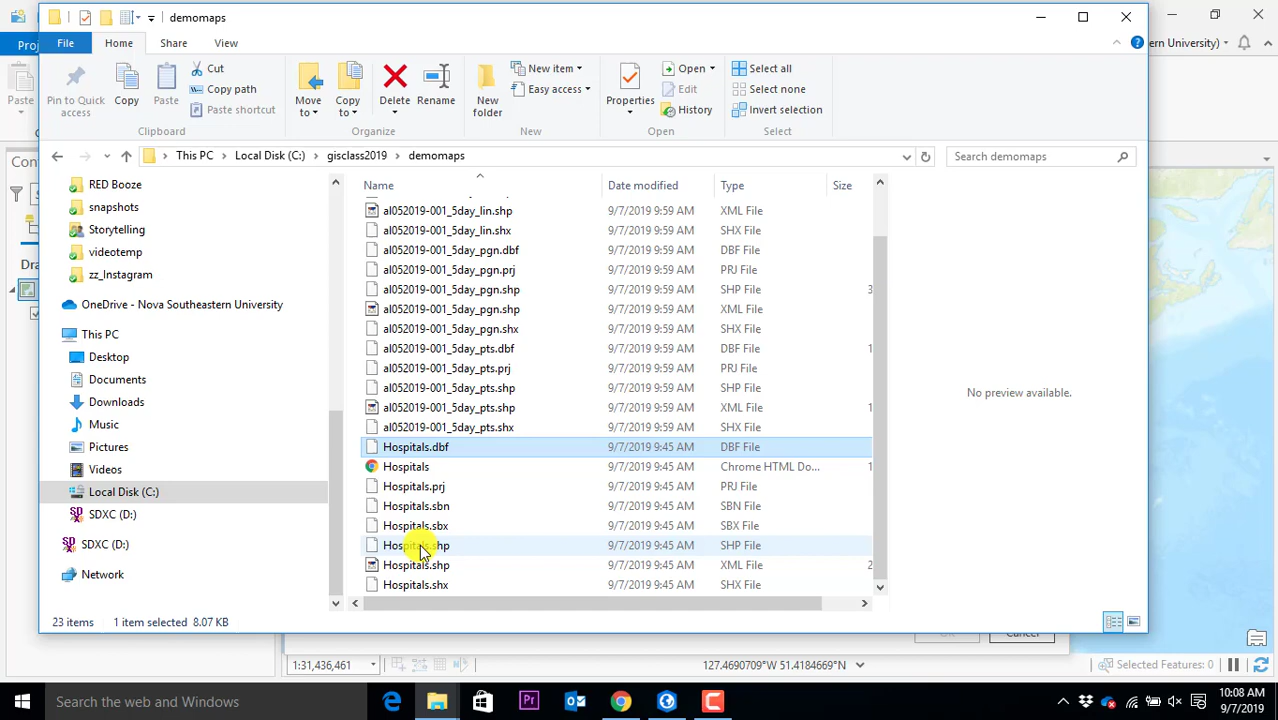 demomaps
Proj
ern University)
File
Home
Share
View
Paste
Pin to Quick access
Copy
Paste
Cut
Copy path
Paste shortcut
Move to
Copy to
Delete
Rename
New folder
New item
Easy access
Properties
Open
Edit
History
Select all
Select none
Invert selection
Clipboard
Organize
New
Open
Select
This PC
Local Disk (C:)
gisclass2019
demomaps
Search demomaps
Con
Dra
RED Booze
snapshots
Storytelling
videotemp
zz_Instagram
OneDrive - Nova Southeastern University
This PC
Desktop
Documents
Downloads
Music
Pictures
Videos
Local Disk (C:)
SDXC (D:)
SDXC (D:)
Network
Name Date modified Type Size
al052019-001_5day_lin.shp 9/7/2019 9:59 AM XML File
al052019-001_5day_lin.shx 9/7/2019 9:59 AM SHX File
al052019-001_5day_pgn.dbf 9/7/2019 9:59 AM DBF File
al052019-001_5day_pgn.prj 9/7/2019 9:59 AM PRJ File
al052019-001_5day_pgn.shp 9/7/2019 9:59 AM SHP File 3
al052019-001_5day_pgn.shp 9/7/2019 9:59 AM XML File
al052019-001_5day_pgn.shx 9/7/2019 9:59 AM SHX File
al052019-001_5day_pts.dbf 9/7/2019 9:59 AM DBF File 1
al052019-001_5day_pts.prj 9/7/2019 9:59 AM PRJ File
al052019-001_5day_pts.shp 9/7/2019 9:59 AM SHP File
al052019-001_5day_pts.shp 9/7/2019 9:59 AM XML File 1
al052019-001_5day_pts.shx 9/7/2019 9:59 AM SHX File
Hospitals.dbf 9/7/2019 9:45 AM DBF File
Hospitals 9/7/2019 9:45 AM Chrome HTML Do... 1
Hospitals.prj 9/7/2019 9:45 AM PRJ File
Hospitals.sbn 9/7/2019 9:45 AM SBN File
Hospitals.sbx 9/7/2019 9:45 AM SBX File
Hospitals.shp 9/7/2019 9:45 AM SHP File
Hospitals.shp 9/7/2019 9:45 AM XML File 2
Hospitals.shx 9/7/2019 9:45 AM SHX File
No preview available.
23 items 1 item selected 8.07 KB
Cancel
1:31,436,461
127.4690709°W 51.4184669°N
Selected Features: 0
Search the web and Windows
10:08 AM
9/7/2019